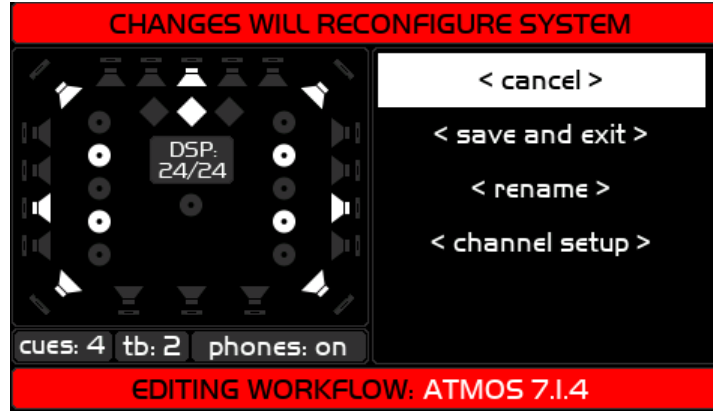 CHANGES WILL RECONFIGURE SYSTEM
DSP:
24/24
< cancel >
< save and exit >
< rename >
< channel setup >
cues: 4 tb: 2 phones: on
EDITING WORKFLOW: ATMOS 7.1.4